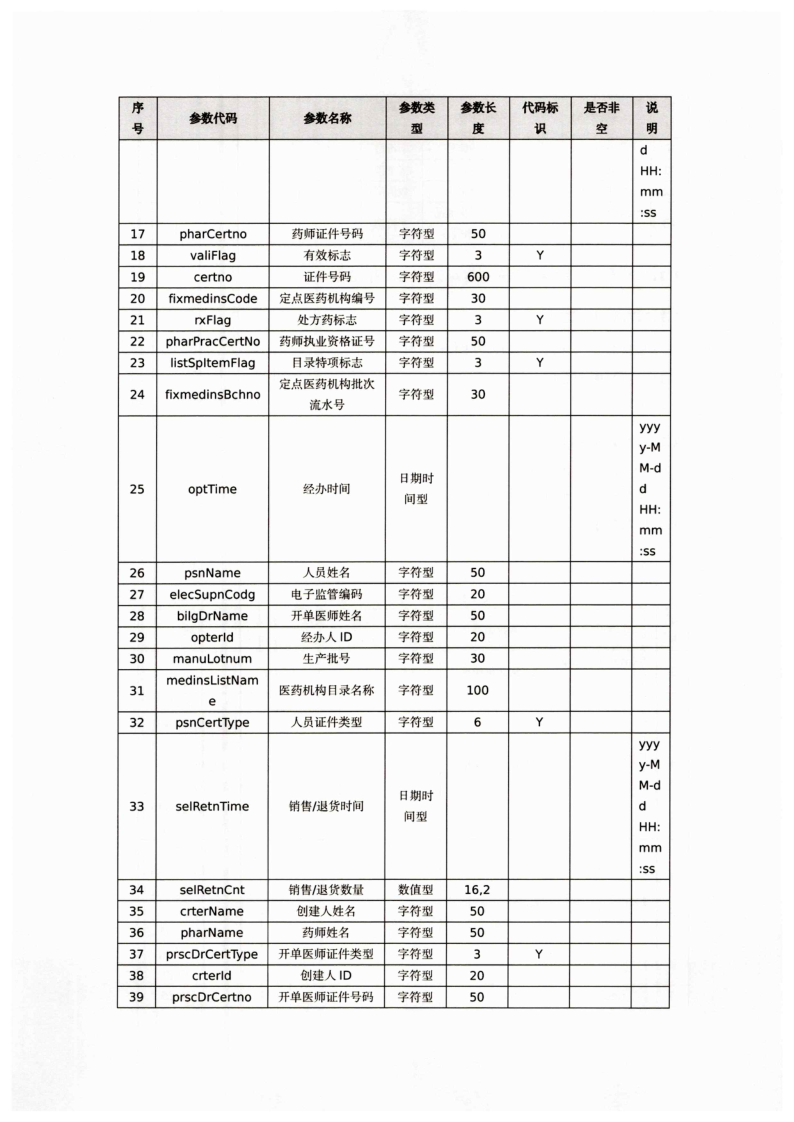 序号 参数代码 参数名称 参数类型 参数长度 代码标识 是否非空 说明
d HH:mm:ss
17 pharCertno 药师证件号码 字符型 50
18 valiFlag 有效标志 字符型 3 Y
19 certno 证件号码 字符型 600
20 fixmedinsCode 定点医药机构编号 字符型 30
21 rxFlag 处方药标志 字符型 3 Y
22 pharPracCertNo 药师执业资格证号 字符型 50
23 listSpItemFlag 目录特项标志 字符型 3 Y
24 fixmedinsBchno 定点医药机构批次流水号 字符型 30
25 optTime 经办时间 日期时间型 yyyy-MM-dd HH:mm:ss
26 psnName 人员姓名 字符型 50
27 elecSupnCodg 电子监管编码 字符型 20
28 bilgDrName 开单医师姓名 字符型 50
29 opterId 经办人 ID 字符型 20
30 manuLotnum 生产批号 字符型 30
31 medinsListName 医药机构目录名称 字符型 100
32 psnCertType 人员证件类型 字符型 6 Y
33 selRetnTime 销售/退货时间 日期时间型 yyyy-MM-dd HH:mm:ss
34 selRetnCnt 销售/退货数量 数值型 16,2
35 crterName 创建人姓名 字符型 50
36 pharName 药师姓名 字符型 50
37 prscDrCertType 开单医师证件类型 字符型 3 Y
38 crterId 创建人 ID 字符型 20
39 prscDrCertno 开单医师证件号码 字符型 50